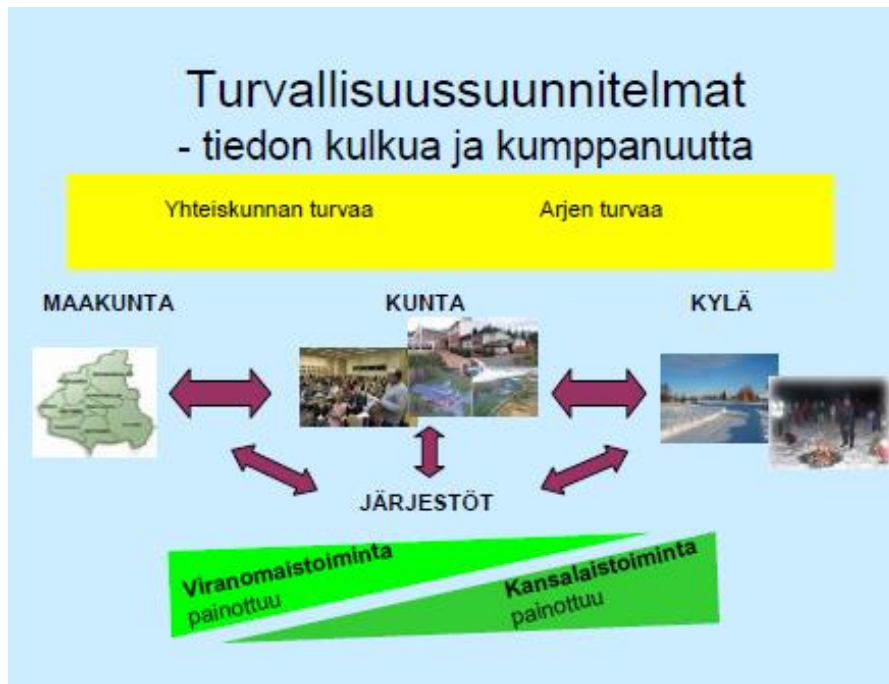 Turvallisuussuunnitelmat
- tiedon kulkua ja kumppanuutta
Yhteiskunnan turvaa
Arjen turvaa
MAAKUNTA
KUNTA
KYLÄ
JÄRJESTÖT
Viranomaistoiminta
painottuu
Kansalaistoiminta
painottuu